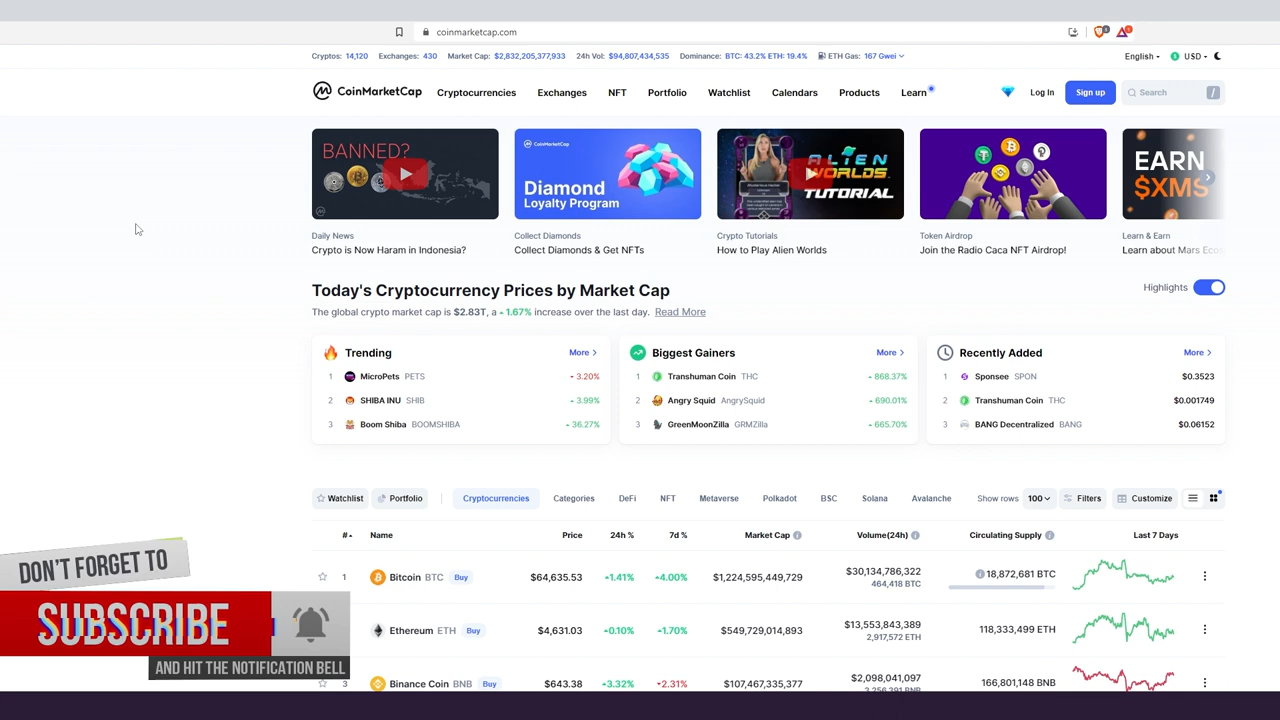 coinmarketcap.com
Cryptos: 14,120 Exchanges: 430 Market Cap: $2,832,205,377,933 24h Vol: $94,807,434,535 Dominance: BTC: 43.2% ETH: 19.4% ETH Gas: 167 Gwei English USD
CoinMarketCap Cryptocurrencies Exchanges NFT Portfolio Watchlist Calendars Products Learn Log In Sign up Search /
BANNED?
CoinMarketCap
Diamond
Loyalty Program
ALIEN
WORLDS
TUTORIAL
EARN
Daily News Collect Diamonds Crypto Tutorials Token Airdrop Learn & Earn
Crypto is Now Haram in Indonesia? Collect Diamonds & Get NFTs How to Play Alien Worlds Join the Radio Caca NFT Airdrop! Learn about Mars
Today's Cryptocurrency Prices by Market Cap Highlights
The global crypto market cap is $2.83T, a 1.67% increase over the last day. Read More
Trending More Biggest Gainers More Recently Added More
1 MicroPets PETS 3.20% 1 Transhuman Coin THC 868.37% 1 Sponsee SPON $0.3523
2 SHIBA INU SHIB 3.99% 2 Angry Squid AngrySquid 690.01% 2 Transhuman Coin THC $0.001749
3 Boom Shiba BOOMSHIBA 36.27% 3 GreenMoonZilla GRMZilla 665.70% 3 BANG Decentralized BANG $0.06152
Watchlist Portfolio Cryptocurrencies Categories DeFi NFT Metaverse Polkadot BSC Solana Avalanche Show rows 100 Filters Customize
# Name Price 24h % 7d % Market Cap Volume(24h) Circulating Supply Last 7 Days
1 Bitcoin BTC Buy $64,635.53 1.41% 4.00% $1,224,595,449,729 $30,134,786,322 18,872,681 BTC
464,418 BTC
Ethereum ETH Buy $4,631.03 0.10% 1.70% $549,729,014,893 $13,553,843,389 118,333,499 ETH
2,917,572 ETH
3 Binance Coin BNB Buy $643.38 3.32% 2.31% $107,467,335,377 $2,098,041,097 166,801,148 BNB
3,256,391 BNB
DON'T FORGET TO
SUBSCRIBE
AND HIT THE NOTIFICATION BELL